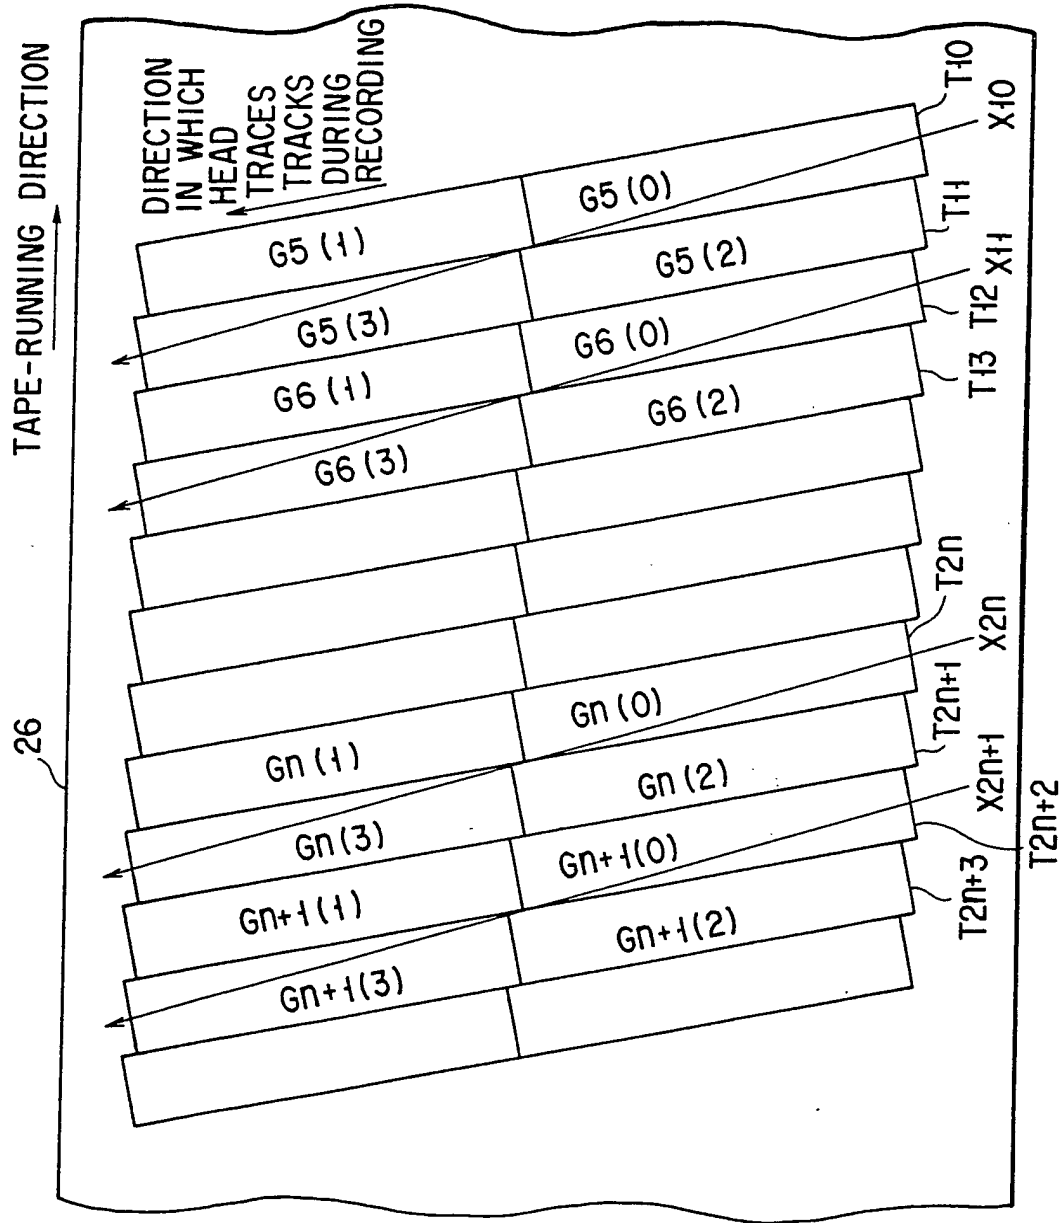 TAPE-RUNNING DIRECTION
26
DIRECTION
IN WHICH
HEAD
TRACES
TRACKS
DURING
RECORDING
G5(1)
G5(0)
T10
X10
G5(3)
G5(2)
T11
X11
G6(1)
G6(0)
T12
G6(3)
G6(2)
T13
Gn(1)
Gn(0)
T2n
X2n
Gn(3)
Gn(2)
T2n+1
X2n+1
Gn+1(1)
Gn+1(0)
T2n+2
Gn+1(3)
Gn+1(2)
T2n+3